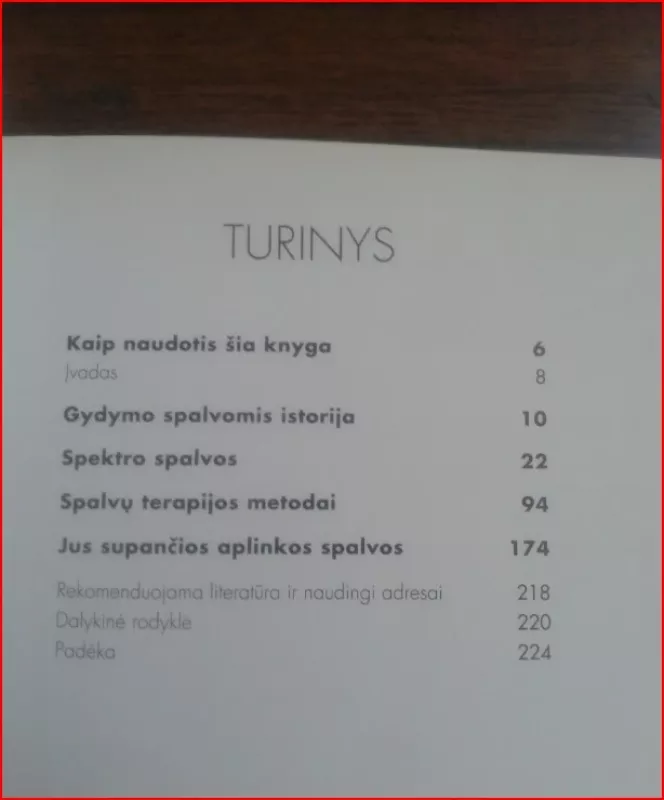 TURINYS
Kaip naudotis šia knyga 6
Įvadas 8
Gydymo spalvomis istorija 10
Spektro spalvos 22
Spalvų terapijos metodai 94
Jus supančios aplinkos spalvos 174
Rekomenduojama literatūra ir naudingi adresai 218
Dalykinė rodyklė 220
Padėka 224